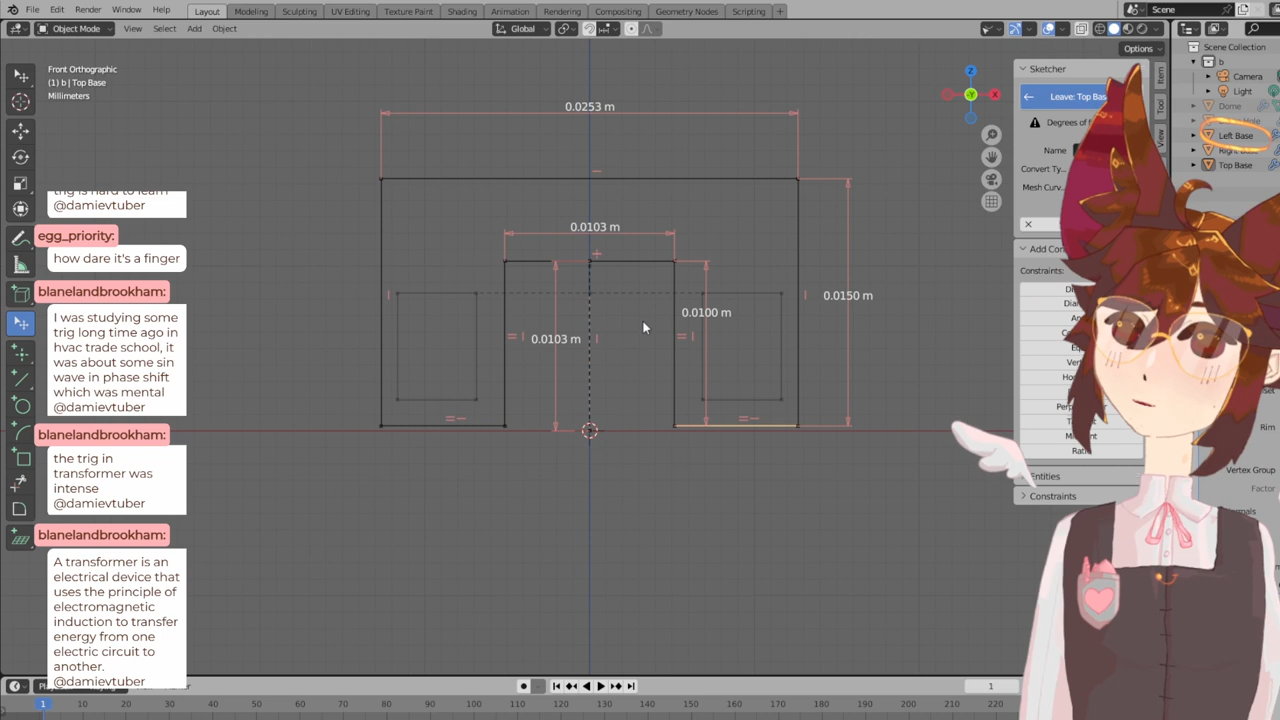 File Edit Render Window Help Layout Modeling Sculpting UV Editing Texture Paint Shading Animation Rendering Compositing Geometry Nodes Scripting + Scene
Object Mode View Select Add Object Global
Options
Front Orthographic
(1) b | Top Base
Millimeters
trig is hard to learn
@damievtuber
egg_priority:
how dare it's a finger
blanelandbrookham:
I was studying some
trig long time ago in
hvac trade school, it
was about some sin
wave in phase shift
which was mental
@damievtuber
blanelandbrookham:
the trig in
transformer was
intense
@damievtuber
blanelandbrookham:
A transformer is an
electrical device that
uses the principle of
electromagnetic
induction to transfer
energy from one
electric circuit to
another.
@damievtuber
0.0253 m
0.0103 m
0.0150 m
0.0100 m
0.0103 m
Z
-Y
X
Sketcher
Leave: Top Bas
Degrees of f
Name
Convert Ty...
Mesh Curv...
Add Con
Constraints:
Entities
Constraints
Item
Tool
View
Scene Collection
b
Camera
Light
Dome
Left Base
Top Base
Rim
Vertex Group
Factor
1
1 10 20 30 40 50 60 70 80 90 100 110 120 130 140 150 160 170 180 190 200